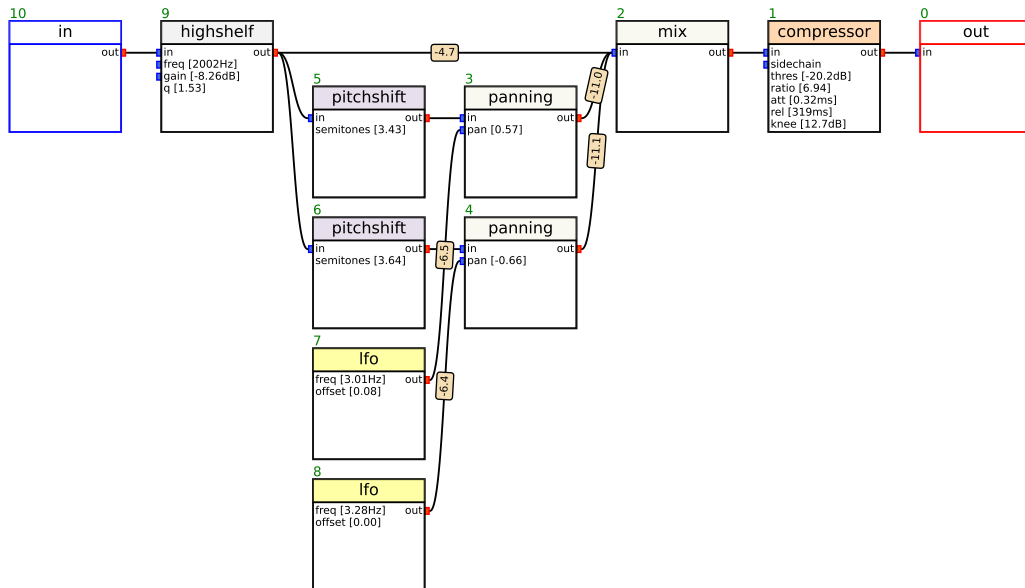 10
in
out
9
highshelf
in out
freq [2002Hz]
gain [-8.26dB]
q [1.53]
-4.7
5
pitchshift
in out
semitones [3.43]
3
panning
in out
pan [0.57]
-11.0
-11.1
6
pitchshift
in out
semitones [3.64]
-6.5
4
panning
in out
pan [-0.66]
7
lfo
freq [3.01Hz] out
offset [0.08]
-6.4
8
lfo
freq [3.28Hz] out
offset [0.00]
2
mix
in out
1
compressor
in out
sidechain
thres [-20.2dB]
ratio [6.94]
att [0.32ms]
rel [319ms]
knee [12.7dB]
0
out
in